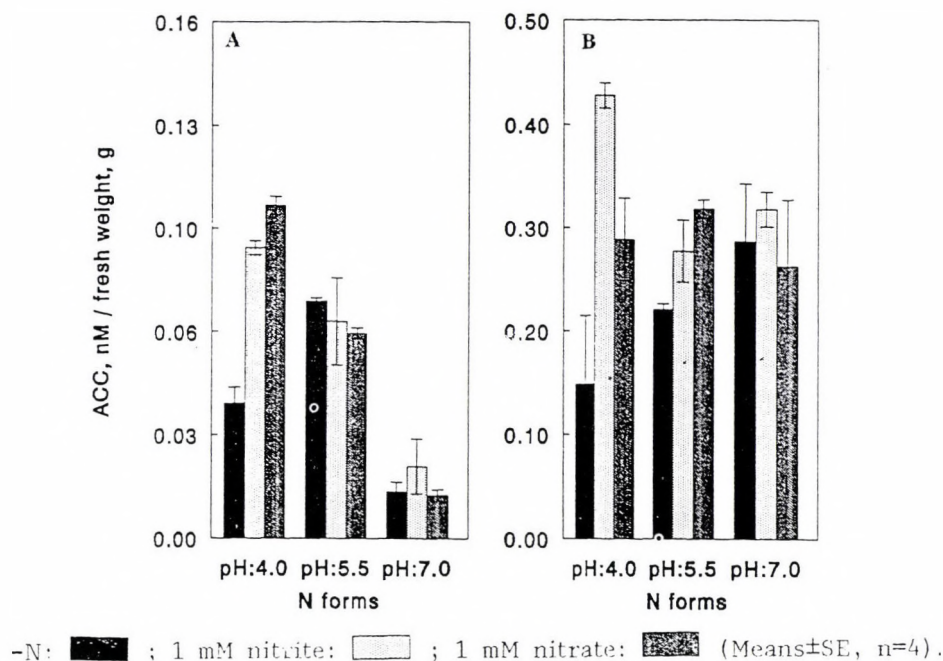 A
B
0.16
0.13
0.10
0.06
0.03
0.00
ACC, nM / fresh weight, g
0.50
0.40
0.30
0.20
0.10
0.00
pH:4.0 pH:5.5 pH:7.0
N forms
pH:4.0 pH:5.5 pH:7.0
N forms
-N: ; 1 mM nitrite: ; 1 mM nitrate: (Means±SE, n=4).